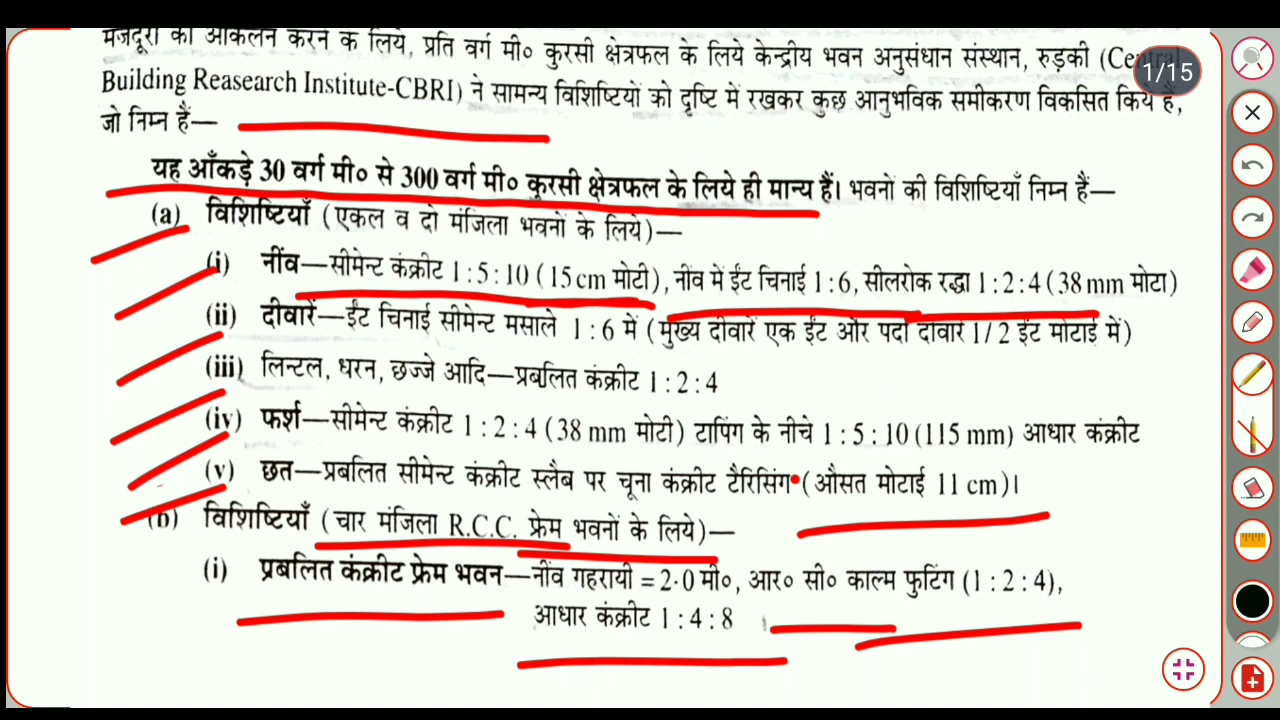 मजदूरी का आकलन करने के लिये, प्रति वर्ग मी० कुरसी क्षेत्रफल के लिये केन्द्रीय भवन अनुसंधान संस्थान, रुड़की (Central
1/15
Building Reasearch Institute-CBRI) ने सामन्य विशिष्टियों को दृष्टि में रखकर कुछ आनुभविक समीकरण विकसित किये हैं,
जो निम्न हैं—
यह आँकड़े 30 वर्ग मी० से 300 वर्ग मी० कुरसी क्षेत्रफल के लिये ही मान्य हैं। भवनों की विशिष्टियाँ निम्न हैं—
(a) विशिष्टियाँ (एकल व दो मंजिला भवनों के लिये)—
(i) नींव—सीमेन्ट कंक्रीट 1 : 5 : 10 (15 cm मोटी), नींव में ईंट चिनाई 1 : 6, सीलरोक रद्धा 1 : 2 : 4 (38 mm मोटा)
(ii) दीवारें—ईंट चिनाई सीमेन्ट मसाले 1 : 6 में (मुख्य दीवारें एक ईंट और पर्दा दीवार 1/2 ईंट मोटाई में)
(iii) लिन्टल, धरन, छज्जे आदि—प्रबलित कंक्रीट 1 : 2 : 4
(iv) फर्श—सीमेन्ट कंक्रीट 1 : 2 : 4 (38 mm मोटी) टापिंग के नीचे 1 : 5 : 10 (115 mm) आधार कंक्रीट
(v) छत—प्रबलित सीमेन्ट कंक्रीट स्लैब पर चूना कंक्रीट टैरिसिंग (औसत मोटाई 11 cm)।
(b) विशिष्टियाँ (चार मंजिला R.C.C. फ्रेम भवनों के लिये)—
(i) प्रबलित कंक्रीट फ्रेम भवन—नींव गहरायी = 2·0 मी०, आर० सी० काल्म फुटिंग (1 : 2 : 4),
आधार कंक्रीट 1 : 4 : 8